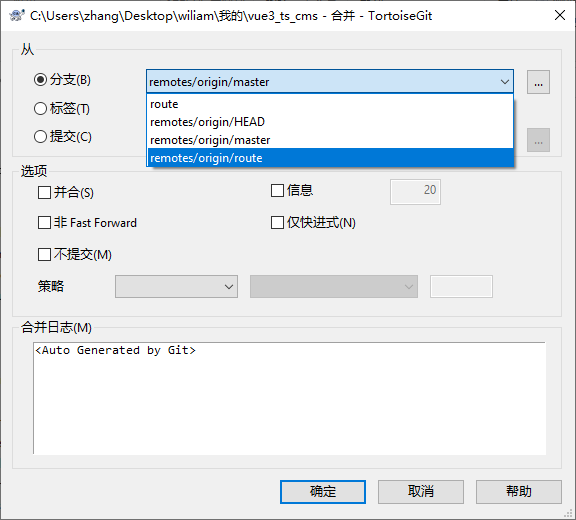 C:\Users\zhang\Desktop\wiliam\我的\vue3_ts_cms - 合并 - TortoiseGit
从
分支(B)
remotes/origin/master
...
route
标签(T)
remotes/origin/HEAD
提交(C)
remotes/origin/master
...
remotes/origin/route
选项
并合(S)
信息
20
非 Fast Forward
仅快进式(N)
不提交(M)
策略
合并日志(M)
<Auto Generated by Git>
确定
取消
帮助